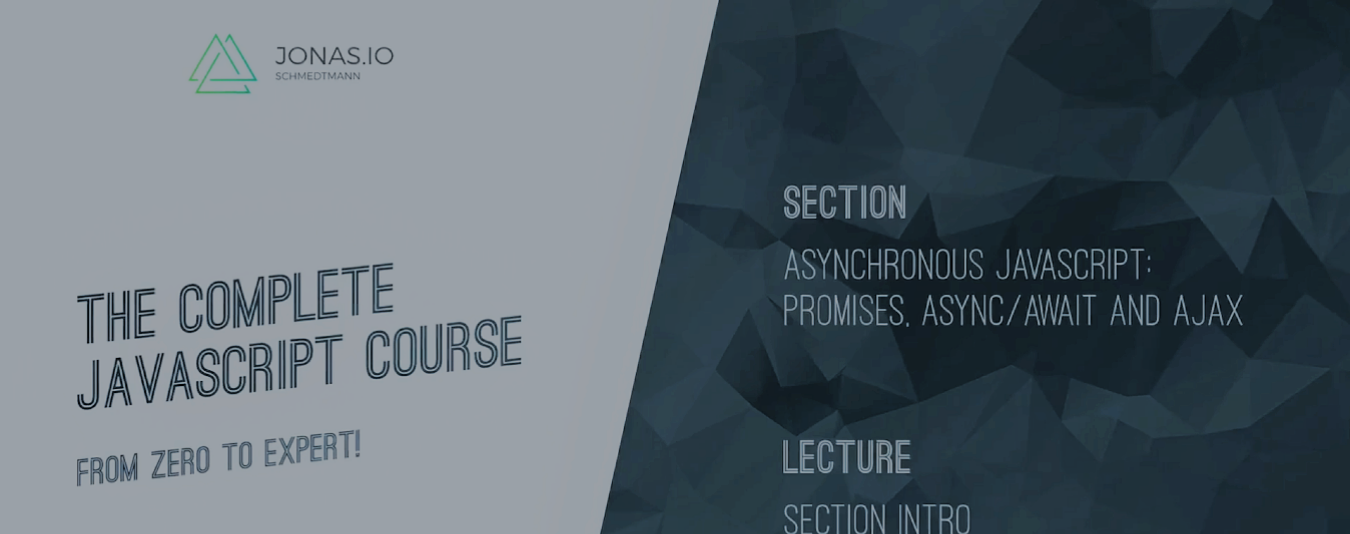 JONAS.IO
SCHMEDTMANN
THE COMPLETE
JAVASCRIPT COURSE
FROM ZERO TO EXPERT!
SECTION
ASYNCHRONOUS JAVASCRIPT:
PROMISES, ASYNC/AWAIT AND AJAX
LECTURE
SECTION INTRO